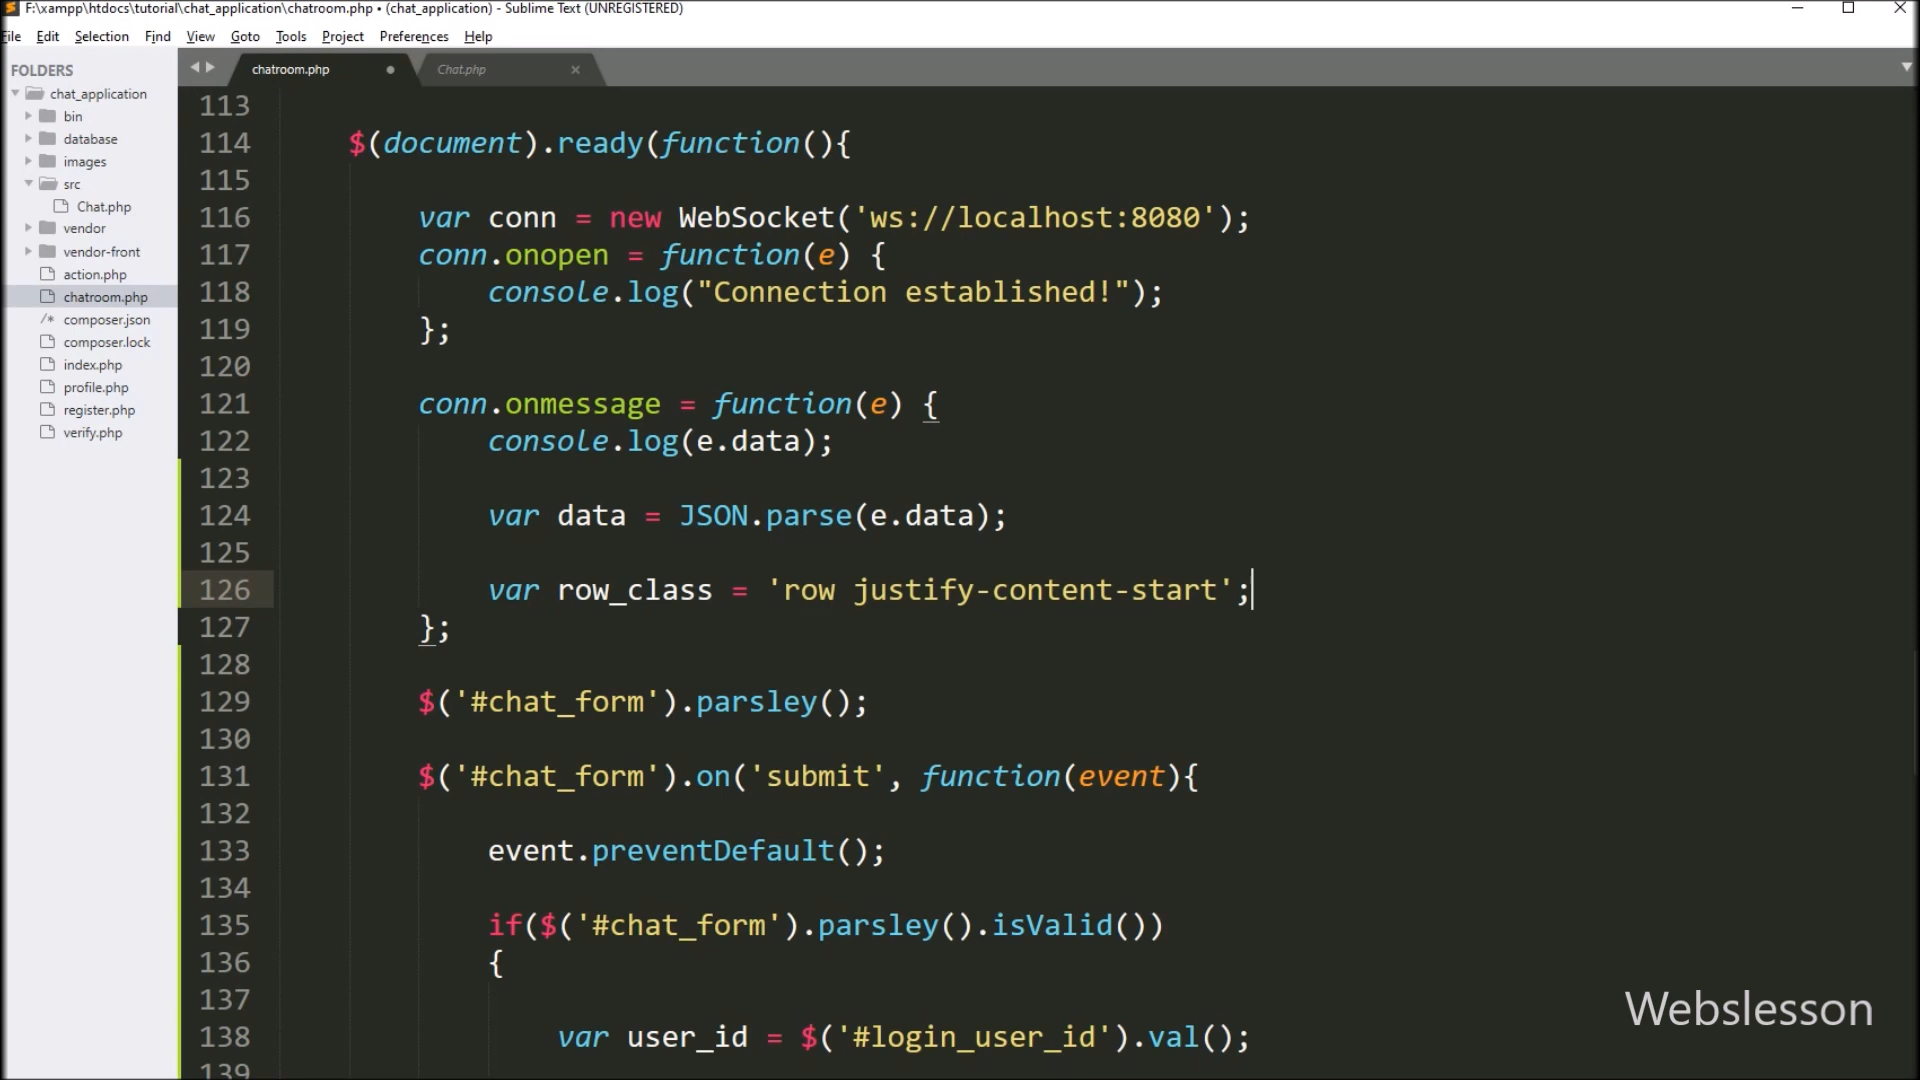 F:\xampp\htdocs\tutorial\chat_application\chatroom.php • (chat_application) - Sublime Text (UNREGISTERED)
File Edit Selection Find View Goto Tools Project Preferences Help
FOLDERS
chat_application
bin
database
images
src
Chat.php
vendor
vendor-front
action.php
chatroom.php
/* composer.json
composer.lock
index.php
profile.php
register.php
verify.php
chatroom.php Chat.php
113
114 $(document).ready(function(){
115
116 var conn = new WebSocket('ws://localhost:8080');
117 conn.onopen = function(e) {
118 console.log("Connection established!");
119 };
120
121 conn.onmessage = function(e) {
122 console.log(e.data);
123
124 var data = JSON.parse(e.data);
125
126 var row_class = 'row justify-content-start';
127 };
128
129 $('#chat_form').parsley();
130
131 $('#chat_form').on('submit', function(event){
132
133 event.preventDefault();
134
135 if($('#chat_form').parsley().isValid())
136 {
137
138 var user_id = $('#login_user_id').val();
139
Webslesson